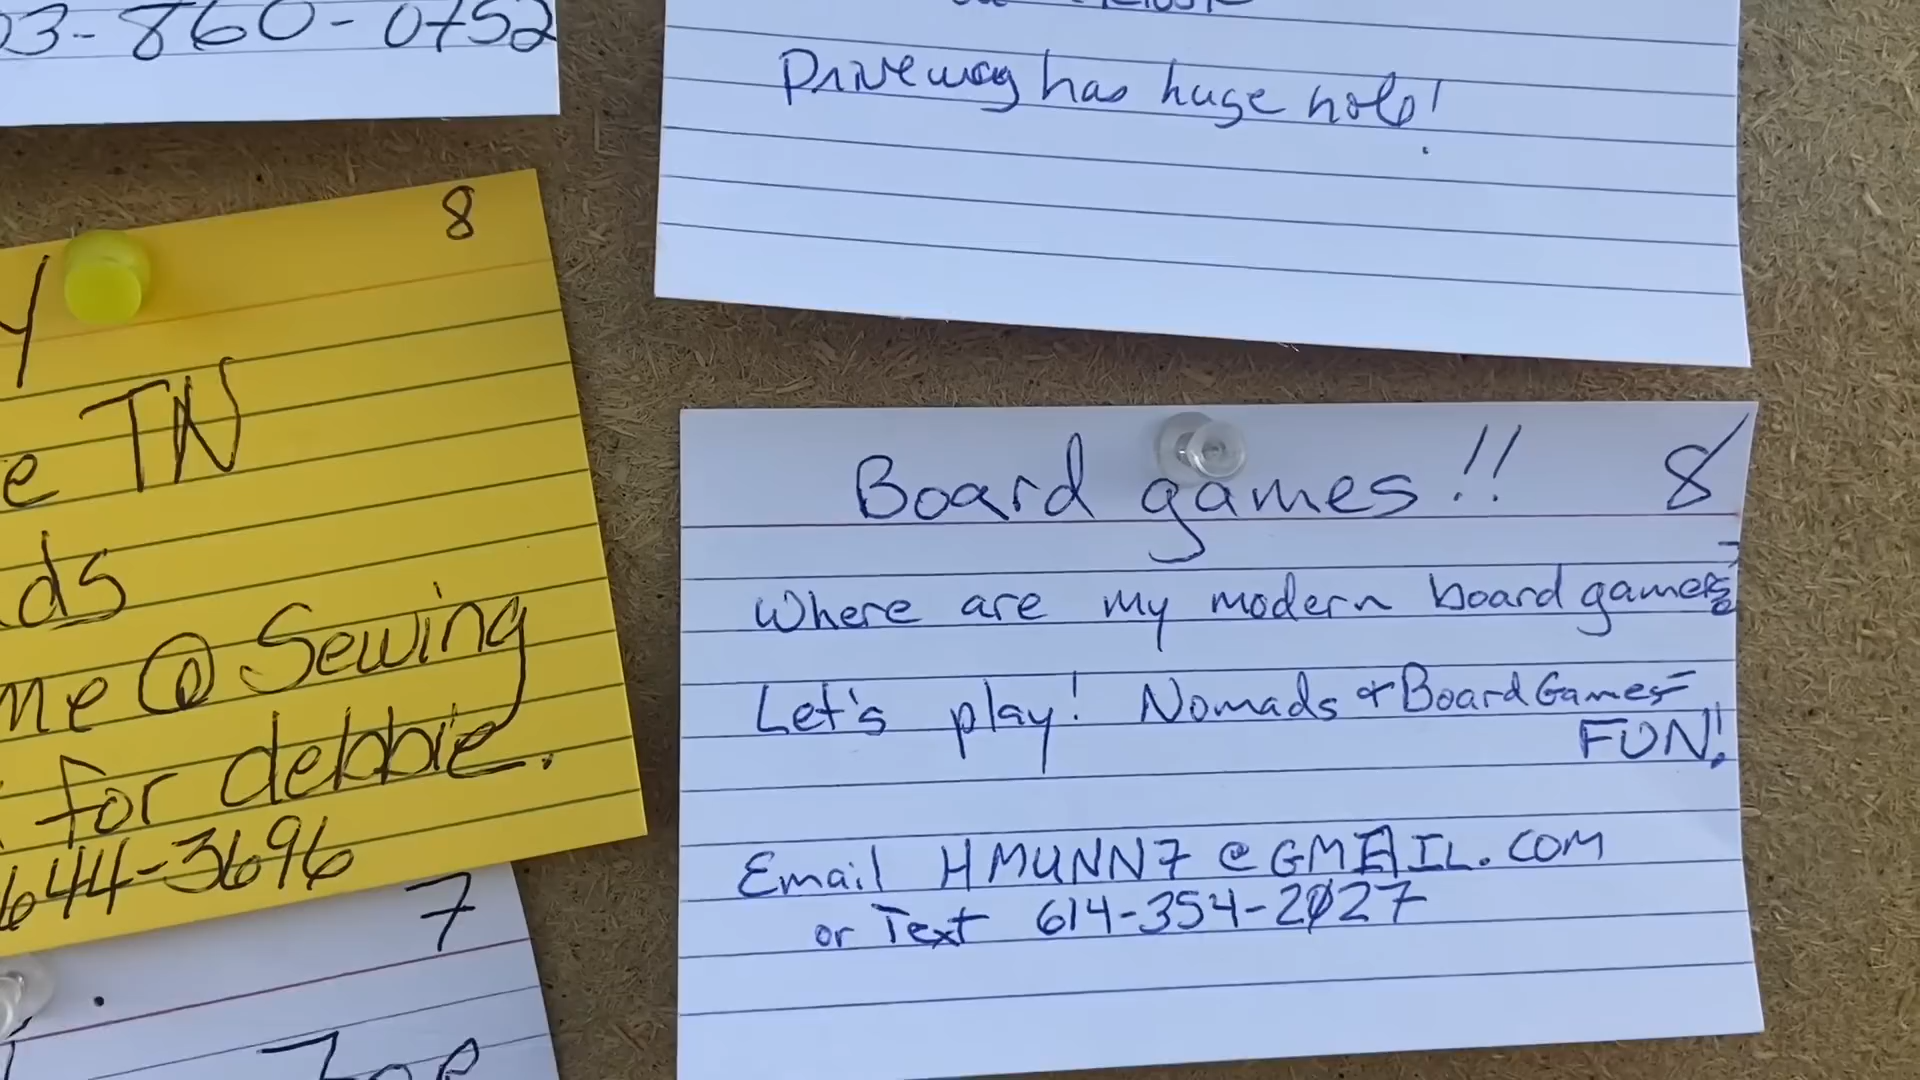 03-860-0752
Driveway has huge hole!
8
y
e TN
ds
me @ Sewing
for debbie.
644-3696
7
Joe
Board games!! 8
Where are my modern board gamers?
Let's play! Nomads + Board Games=
FUN!
Email HMUNN7@GMAIL.COM
or Text 614-354-2027